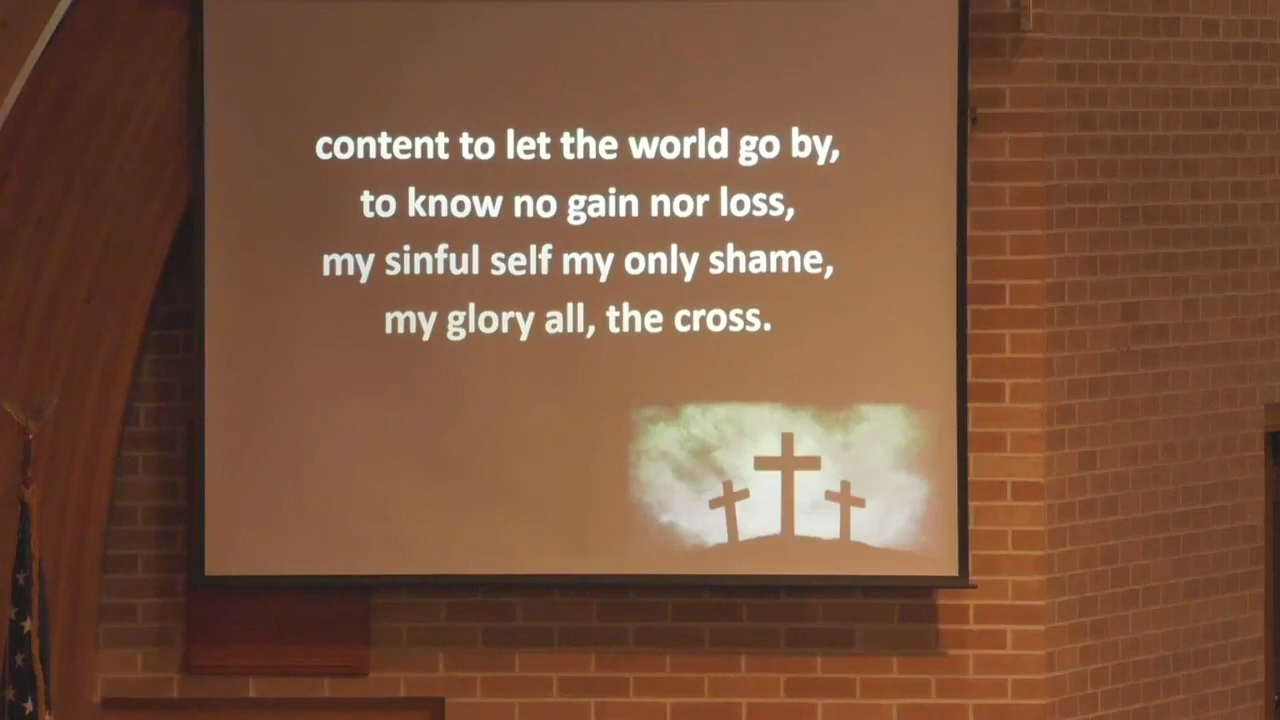 content to let the world go by,
to know no gain nor loss,
my sinful self my only shame,
my glory all, the cross.